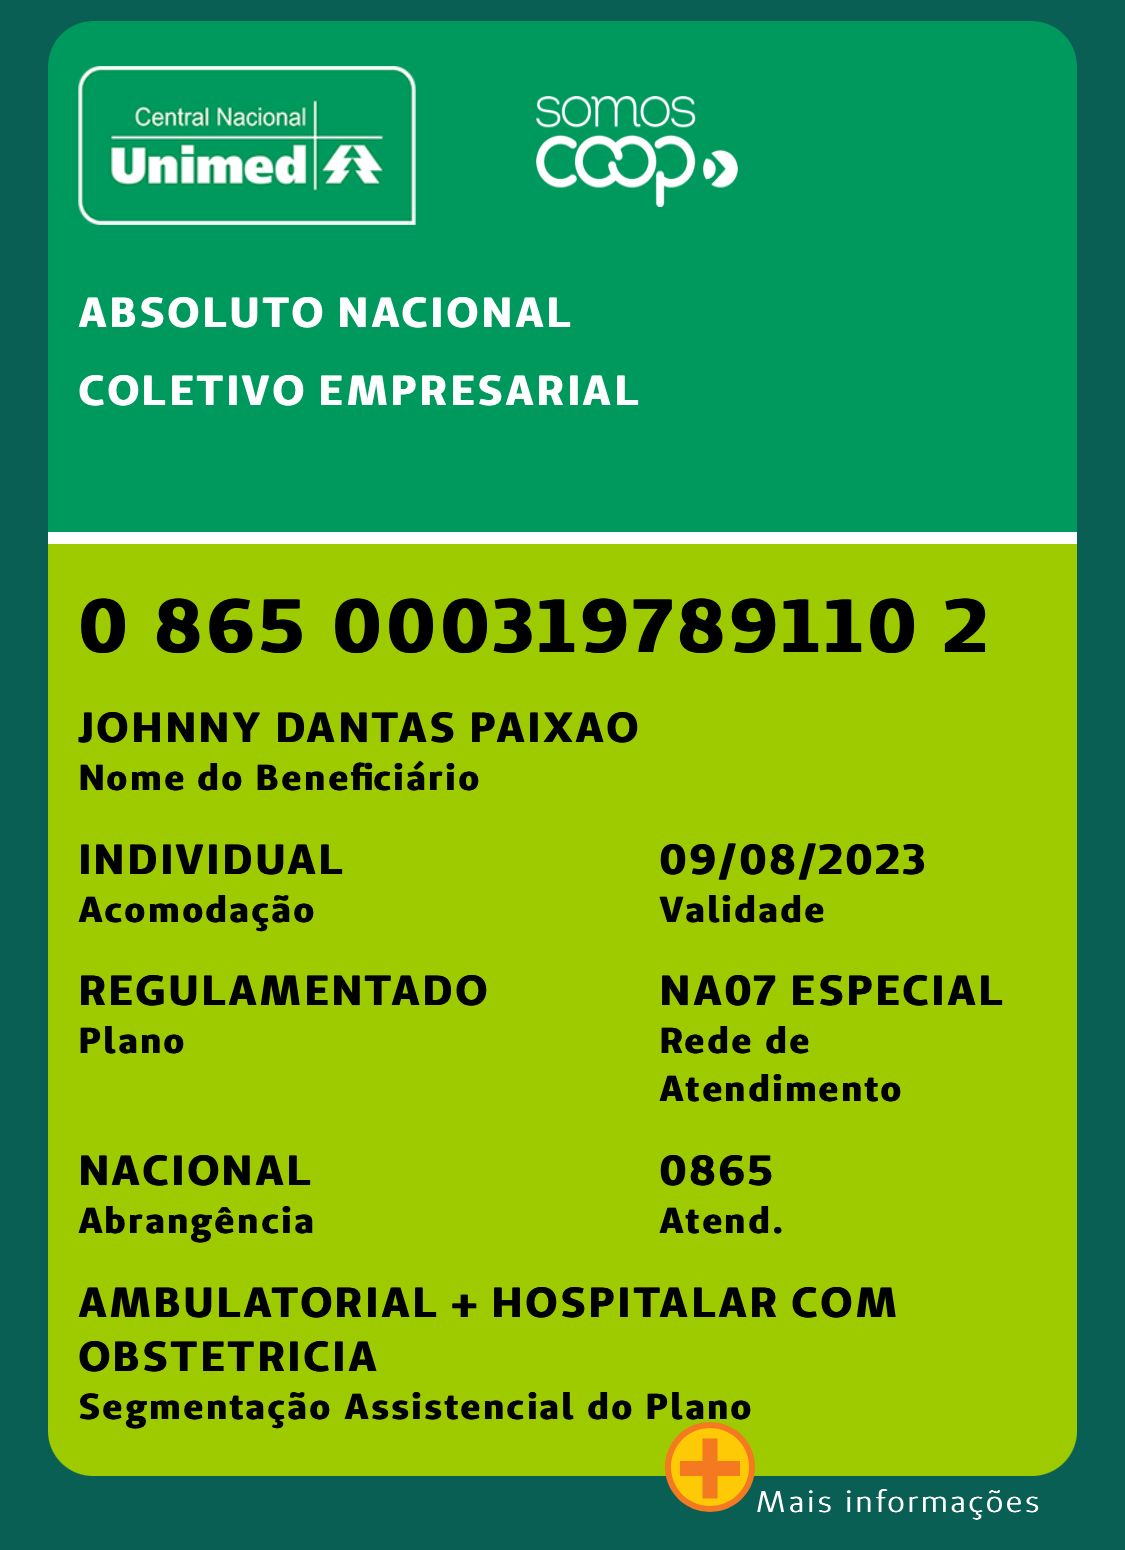 Central Nacional
Unimed
somos
coop
ABSOLUTO NACIONAL
COLETIVO EMPRESARIAL
0 865 000319789110 2
JOHNNY DANTAS PAIXAO
Nome do Beneficiário
INDIVIDUAL
Acomodação
09/08/2023
Validade
REGULAMENTADO
Plano
NA07 ESPECIAL
Rede de
Atendimento
NACIONAL
Abrangência
0865
Atend.
AMBULATORIAL + HOSPITALAR COM
OBSTETRICIA
Segmentação Assistencial do Plano
Mais informações